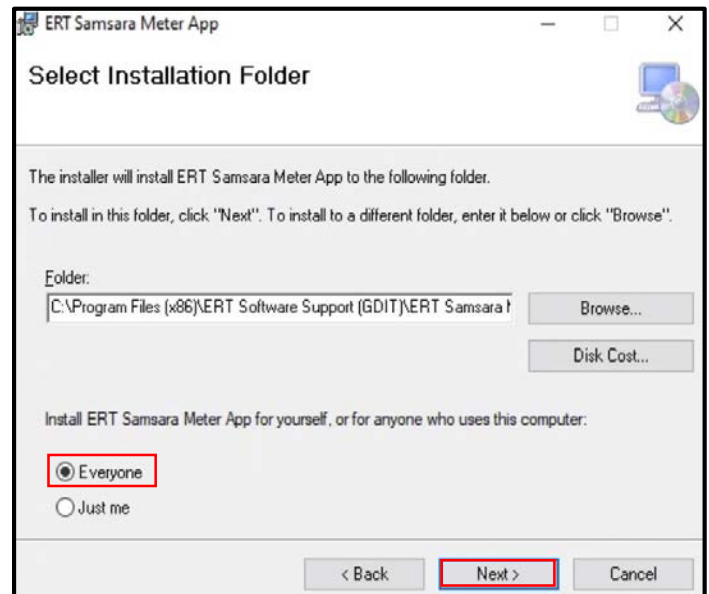 ERT Samsara Meter App
Select Installation Folder
The installer will install ERT Samsara Meter App to the following folder.
To install in this folder, click "Next". To install to a different folder, enter it below or click "Browse".
Folder:
C:\Program Files (x86)\ERT Software Support (GDIT)\ERT Samsara
Browse...
Disk Cost...
Install ERT Samsara Meter App for yourself, or for anyone who uses this computer:
Everyone
Just me
< Back
Next >
Cancel